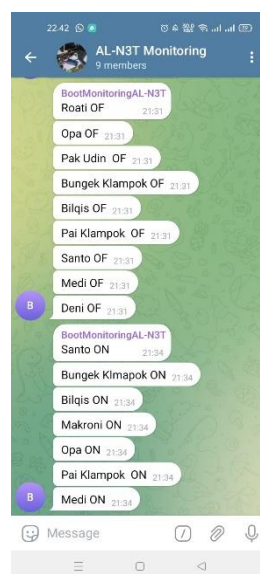 22.42
AL-N3T Monitoring
9 members
BootMonitoringAL-N3T
Roati OF 21:31
Opa OF 21:31
Pak Udin OF 21:31
Bungek Klampok OF 21:31
Bilqis OF 21:31
Pai Klampok OF 21:31
Santo OF 21:31
Medi OF 21:31
B
Deni OF 21:31
BootMonitoringAL-N3T
Santo ON 21:34
Bungek Klmapok ON 21:34
Bilqis ON 21:34
Makroni ON 21:34
Opa ON 21:34
Pai Klampok ON 21:34
B
Medi ON 21:34
Message